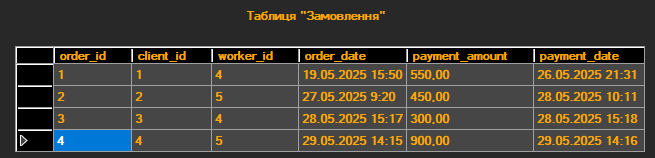 Таблиця "Замовлення"
order_id client_id worker_id order_date payment_amount payment_date
1 1 4 19.05.2025 15:50 550,00 26.05.2025 21:31
2 2 5 27.05.2025 9:20 450,00 28.05.2025 10:11
3 3 4 28.05.2025 15:17 300,00 28.05.2025 15:18
4 4 5 29.05.2025 14:15 900,00 29.05.2025 14:16